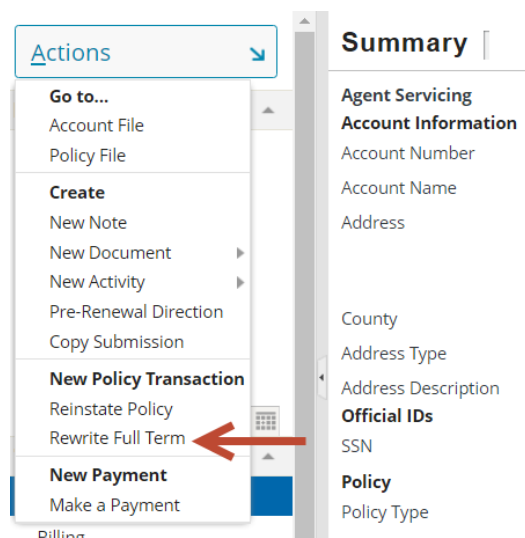 Actions
Go to...
Account File
Policy File
Create
New Note
New Document
New Activity
Pre-Renewal Direction
Copy Submission
New Policy Transaction
Reinstate Policy
Rewrite Full Term
New Payment
Make a Payment
Billing
Summary
Agent Servicing
Account Information
Account Number
Account Name
Address
County
Address Type
Address Description
Official IDs
SSN
Policy
Policy Type